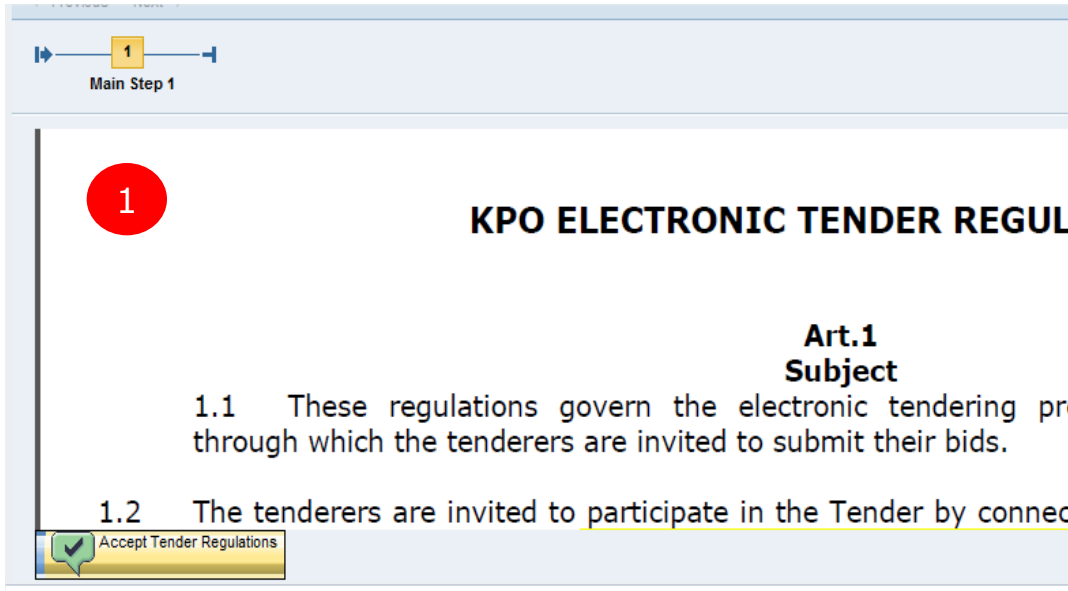 1
Main Step 1
1
KPO ELECTRONIC TENDER REGUL
Art.1
Subject
1.1 These regulations govern the electronic tendering pr
through which the tenderers are invited to submit their bids.
1.2 The tenderers are invited to participate in the Tender by connec
Accept Tender Regulations